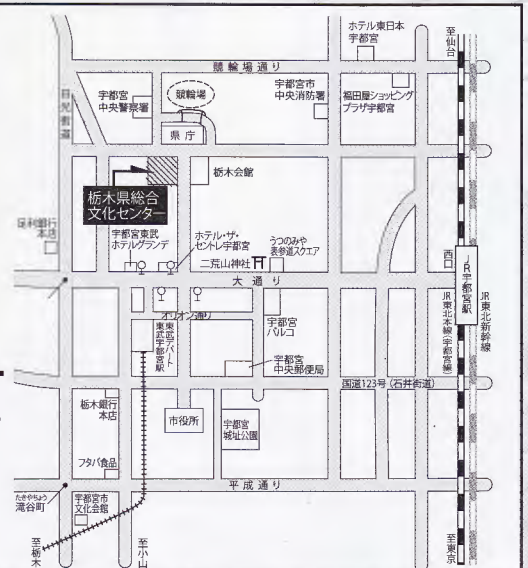 ホテル東日本
宇都宮
至仙台
競輪場通り
日光街道
宇都宮
中央警察署
競輪場
県庁
宇都宮市
中央消防署
福田屋ショッピング
プラザ宇都宮
栃木会館
栃木県総合
文化センター
足利銀行
本店
宇都宮東武
ホテルグランデ
ホテル・ザ・
セントレ宇都宮
二荒山神社
うつのみや
表参道スクエア
大通り
西口
JR宇都宮駅
JR東北本線(宇都宮線)
JR東北新幹線
オリオン通り
東武デパート
東武宇都宮駅
宇都宮
パルコ
宇都宮
中央郵便局
国道123号(石井街道)
栃木銀行
本店
市役所
宇都宮
城址公園
フタバ食品
平成通り
たきやちょう
滝谷町
宇都宮市
文化会館
至栃木
至小山
至東京